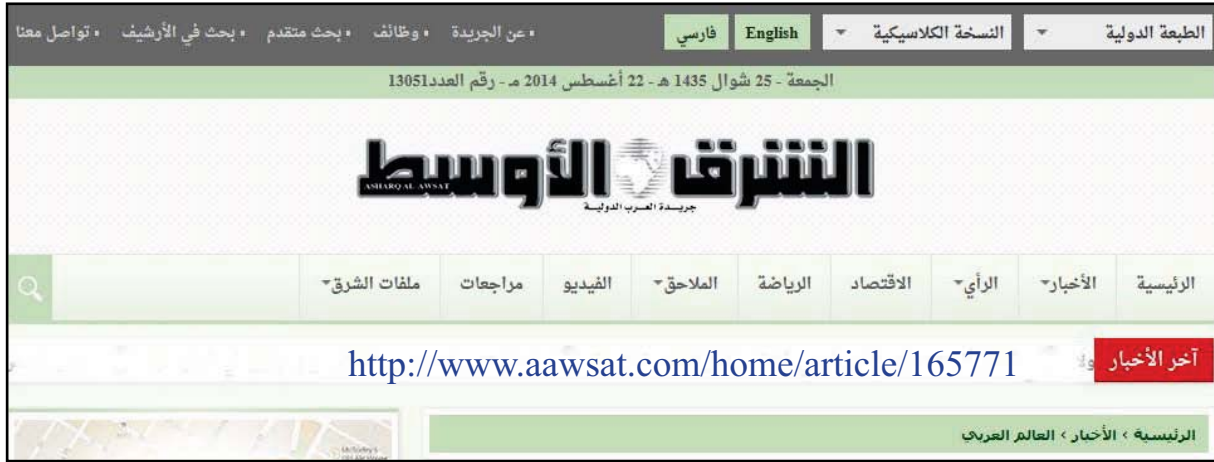 الطبعة الدولية النسخة الكلاسيكية English فارسي • عن الجريدة • وظائف • بحث متقدم • بحث في الأرشيف • تواصل معنا
الجمعة - 25 شوال 1435 هـ - 22 أغسطس 2014 مـ - رقم العدد13051
الشرق الأوسط
ASHARQ AL AWSAT
جريدة العرب الدولية
الرئيسية الأخبار الرأي الاقتصاد الرياضة الملاحق الفيديو مراجعات ملفات الشرق
آخر الأخبار http://www.aawsat.com/home/article/165771
الرئيسية › الأخبار › العالم العربي